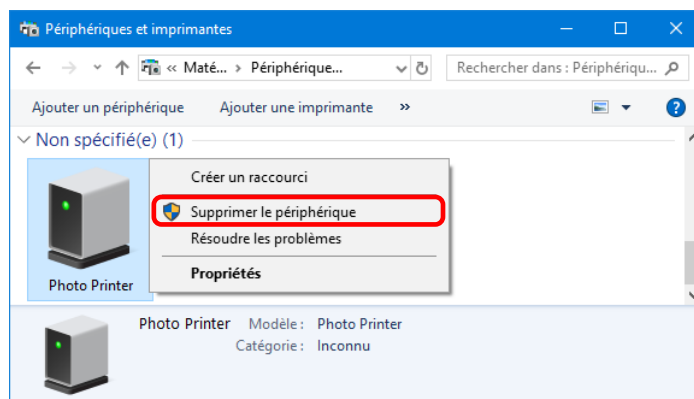 Périphériques et imprimantes
« Maté... > Périphérique...
Rechercher dans : Périphériqu...
Ajouter un périphérique Ajouter une imprimante »
Non spécifié(e) (1)
Créer un raccourci
Supprimer le périphérique
Résoudre les problèmes
Propriétés
Photo Printer
Photo Printer Modèle : Photo Printer
Catégorie : Inconnu